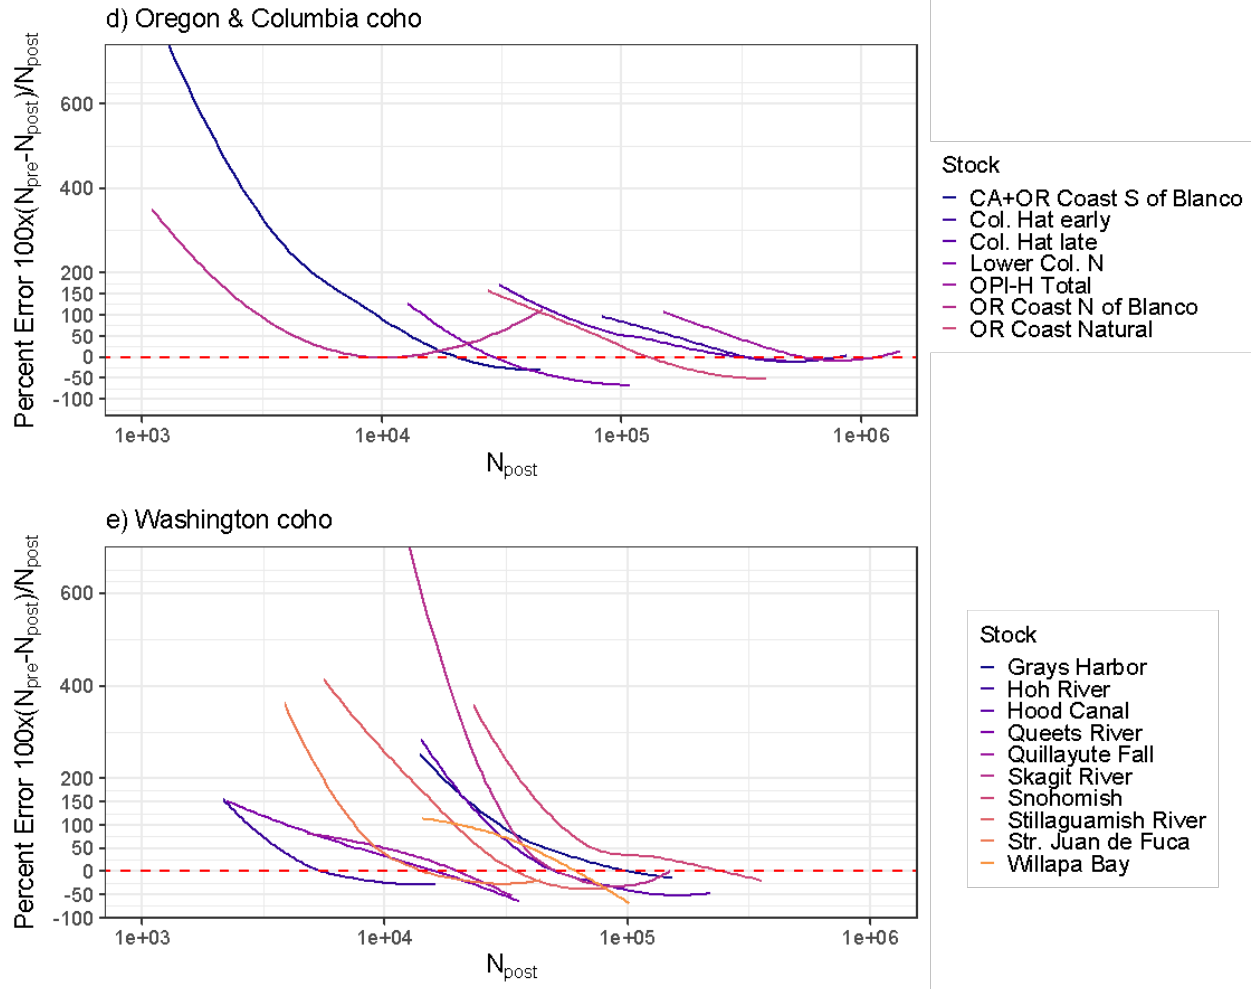 d) Oregon & Columbia coho
Percent Error 100x(Npre-Npost)/Npost
600
400
200
150
100
50
0
-50
-100
1e+03 1e+04 1e+05 1e+06
Npost
Stock
CA+OR Coast S of Blanco
Col. Hat early
Col. Hat late
Lower Col. N
OPI-H Total
OR Coast N of Blanco
OR Coast Natural
e) Washington coho
Percent Error 100x(Npre-Npost)/Npost
600
400
200
150
100
50
0
-50
-100
1e+03 1e+04 1e+05 1e+06
Npost
Stock
Grays Harbor
Hoh River
Hood Canal
Queets River
Quillayute Fall
Skagit River
Snohomish
Stillaguamish River
Str. Juan de Fuca
Willapa Bay